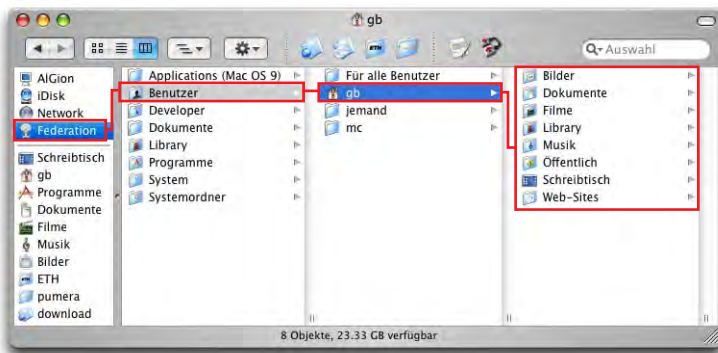 gb
Auswahl
AlGion
iDisk
Network
Federation
Schreibtisch
gb
Programme
Dokumente
Filme
Musik
Bilder
ETH
pumera
download
Applications (Mac OS 9)
Benutzer
Developer
Dokumente
Library
Programme
System
Systemordner
Für alle Benutzer
gb
jemand
mc
Bilder
Dokumente
Filme
Library
Musik
Öffentlich
Schreibtisch
Web-Sites
8 Objekte, 23.33 GB verfügbar